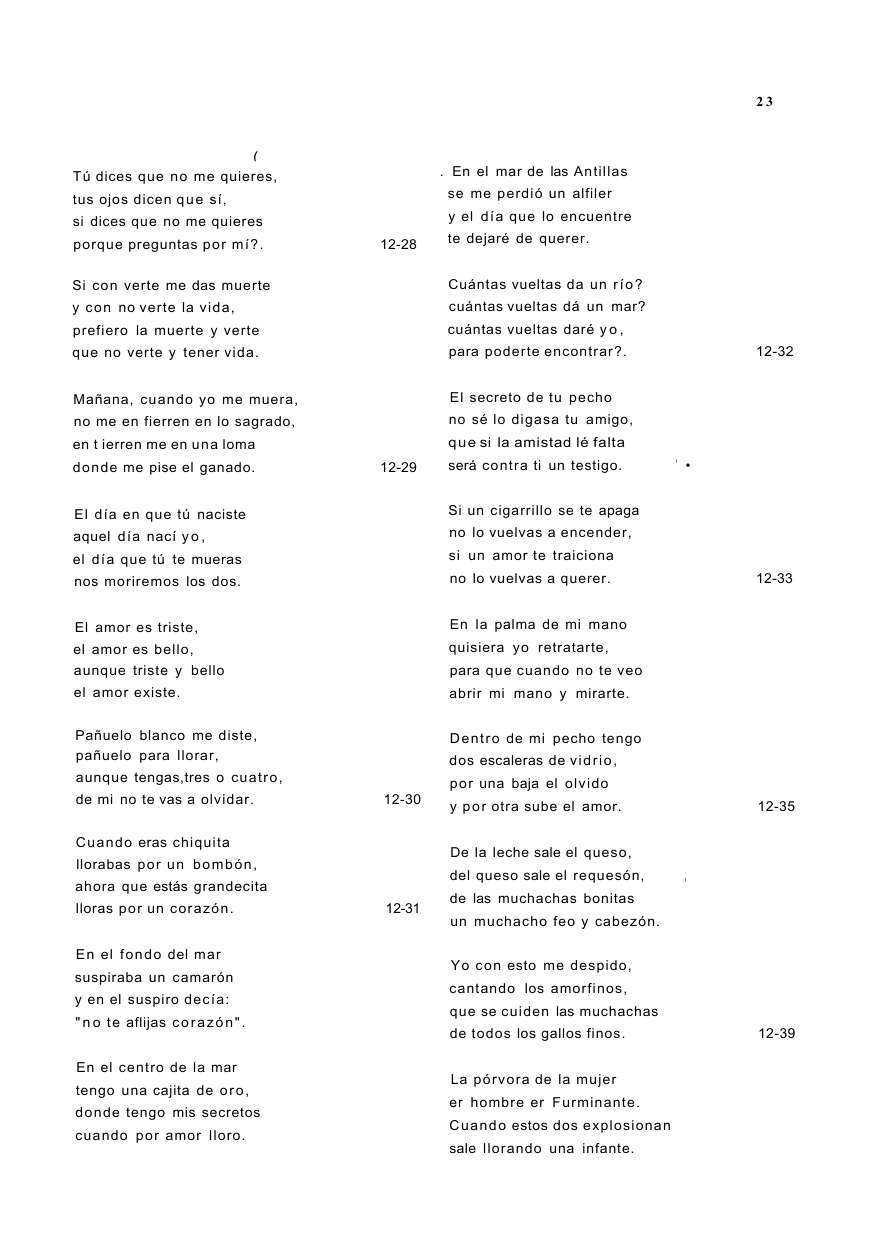 23
Tú dices que no me quieres,
tus ojos dicen que sí,
si dices que no me quieres
porque preguntas por mí?. 12-28
Si con verte me das muerte
y con no verte la vida,
prefiero la muerte y verte
que no verte y tener vida.
Mañana, cuando yo me muera,
no me en fierren en lo sagrado,
en t ierren me en una loma
donde me pise el ganado. 12-29
El día en que tú naciste
aquel día nací yo,
el día que tú te mueras
nos moriremos los dos.
El amor es triste,
el amor es bello,
aunque triste y bello
el amor existe.
Pañuelo blanco me diste,
pañuelo para llorar,
aunque tengas,tres o cuatro,
de mi no te vas a olvidar. 12-30
Cuando eras chiquita
llorabas por un bombón,
ahora que estás grandecita
lloras por un corazón. 12-31
En el fondo del mar
suspiraba un camarón
y en el suspiro decía:
"no te aflijas corazón".
En el centro de la mar
tengo una cajita de oro,
donde tengo mis secretos
cuando por amor lloro.
. En el mar de las Antillas
se me perdió un alfiler
y el día que lo encuentre
te dejaré de querer.
Cuántas vueltas da un río?
cuántas vueltas dá un mar?
cuántas vueltas daré yo,
para poderte encontrar?. 12-32
El secreto de tu pecho
no sé lo digasa tu amigo,
que si la amistad lé falta
será contra ti un testigo.
Si un cigarrillo se te apaga
no lo vuelvas a encender,
si un amor te traiciona
no lo vuelvas a querer. 12-33
En la palma de mi mano
quisiera yo retratarte,
para que cuando no te veo
abrir mi mano y mirarte.
Dentro de mi pecho tengo
dos escaleras de vidrio,
por una baja el olvido
y por otra sube el amor. 12-35
De la leche sale el queso,
del queso sale el requesón,
de las muchachas bonitas
un muchacho feo y cabezón.
Yo con esto me despido,
cantando los amorfinos,
que se cuiden las muchachas
de todos los gallos finos. 12-39
La pórvora de la mujer
er hombre er Furminante.
Cuando estos dos explosionan
sale llorando una infante.